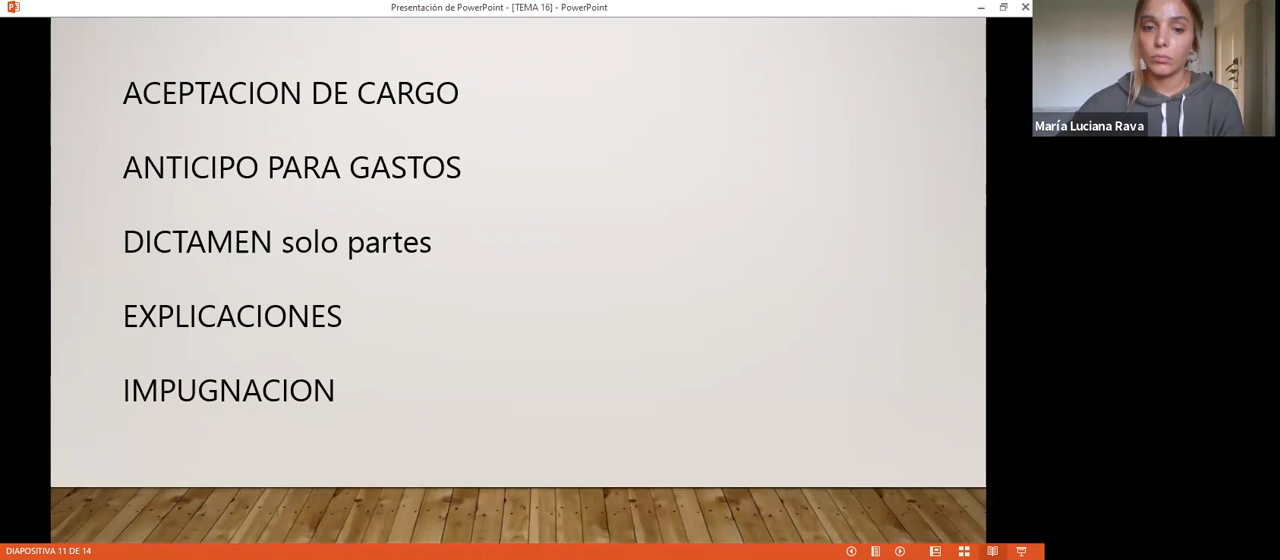 Presentación de PowerPoint - [TEMA 16] - PowerPoint
ACEPTACION DE CARGO
ANTICIPO PARA GASTOS
DICTAMEN solo partes
EXPLICACIONES
IMPUGNACION
María Luciana Rava
DIAPOSITIVA 11 DE 14